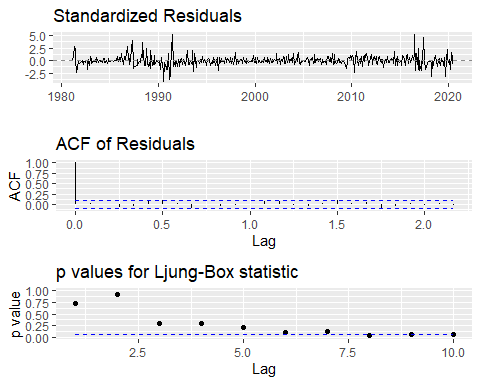 Standardized Residuals
5.0
2.5
0.0
-2.5
1980 1990 2000 2010 2020
ACF of Residuals
ACF
1.00
0.75
0.50
0.25
0.00
0.0 0.5 1.0 1.5 2.0
Lag
p values for Ljung-Box statistic
p value
1.00
0.75
0.50
0.25
0.00
2.5 5.0 7.5 10.0
Lag